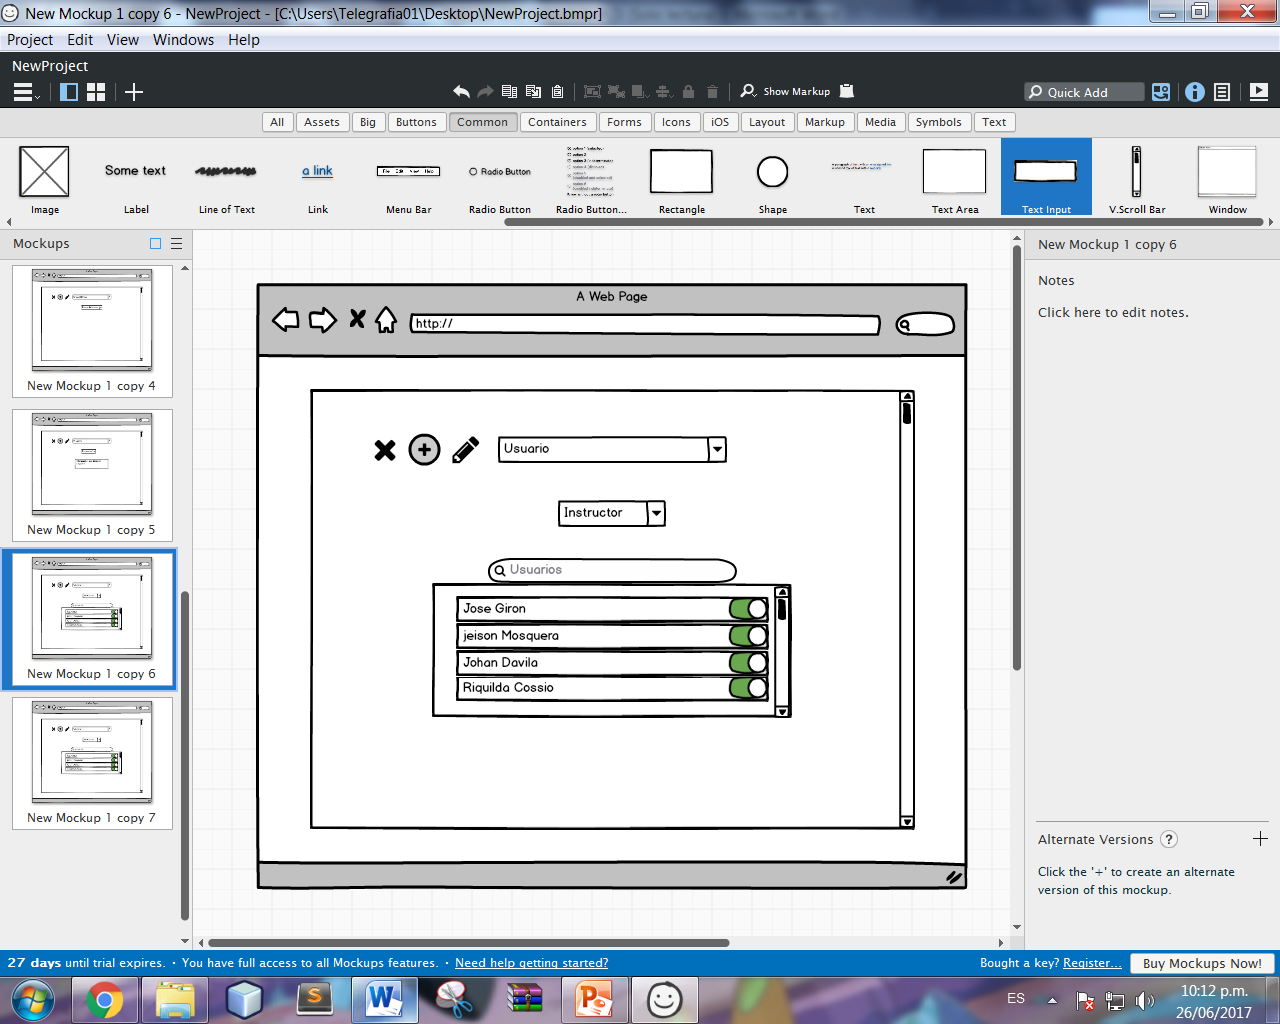 New Mockup 1 copy 6 - NewProject - [C:\Users\Telegrafia01\Desktop\NewProject.bmpr]
Project Edit View Windows Help
NewProject
Show Markup
Quick Add
All Assets Big Buttons Common Containers Forms Icons iOS Layout Markup Media Symbols Text
Some text a link File Edit View Help Radio Button
Image Label Line of Text Link Menu Bar Radio Button Radio Button... Rectangle Shape Text Text Area Text Input V.Scroll Bar Window
Mockups
New Mockup 1 copy 4
New Mockup 1 copy 5
New Mockup 1 copy 6
New Mockup 1 copy 7
A Web Page
http://
Usuario
Instructor
Usuarios
Jose Giron
jeison Mosquera
Johan Davila
Riquilda Cossio
New Mockup 1 copy 6
Notes
Click here to edit notes.
Alternate Versions ?
Click the '+' to create an alternate
version of this mockup.
27 days until trial expires. · You have full access to all Mockups features. · Need help getting started?
Bought a key? Register... Buy Mockups Now!
ES
10:12 p.m.
26/06/2017